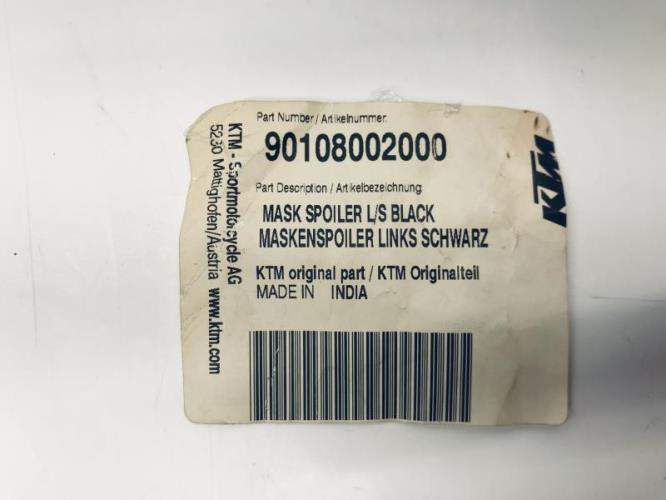 Part Number / Artikelnummer:
90108002000
Part Description / Artikelbezeichnung:
MASK SPOILER L/S BLACK
MASKENSPOILER LINKS SCHWARZ
KTM original part / KTM Originalteil
MADE IN INDIA
KTM - Sportmotorcycle AG
5230 Mattighofen/Austria www.ktm.com
KTM